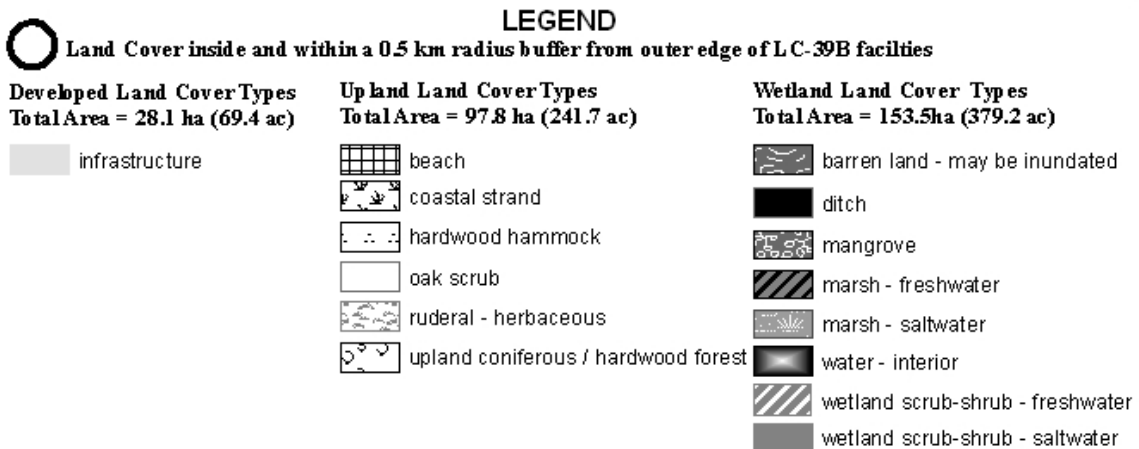 LEGEND
Land Cover inside and within a 0.5 km radius buffer from outer edge of LC-39B facilties
Developed Land Cover Types
Total Area = 28.1 ha (69.4 ac)
infrastructure
Upland Land Cover Types
Total Area = 97.8 ha (241.7 ac)
beach
coastal strand
hardwood hammock
oak scrub
ruderal - herbaceous
upland coniferous / hardwood forest
Wetland Land Cover Types
Total Area = 153.5ha (379.2 ac)
barren land - may be inundated
ditch
mangrove
marsh - freshwater
marsh - saltwater
water - interior
wetland scrub-shrub - freshwater
wetland scrub-shrub - saltwater